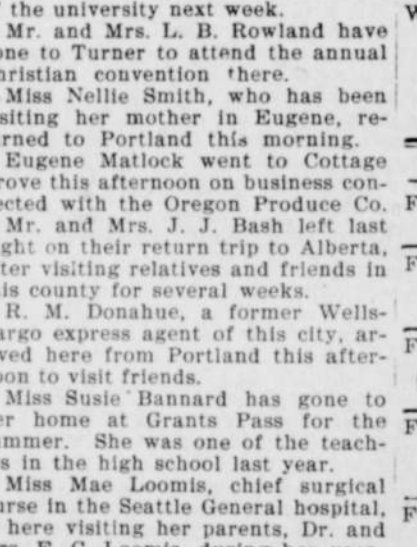 the university next week.
Mr. and Mrs. L. B. Rowland have
one to Turner to attend the annual
hristian convention there.
Miss Nellie Smith, who has been
siting her mother in Eugene, re-
rned to Portland this morning.
Eugene Matlock went to Cottage
rove this afternoon on business con-
ected with the Oregon Produce Co.
Mr. and Mrs. J. J. Bash left last
ght on their return trip to Alberta,
ter visiting relatives and friends in
is county for several weeks.
R. M. Donahue, a former Wells-
argo express agent of this city, ar-
ved here from Portland this after-
oon to visit friends.
Miss Susie Bannard has gone to
er home at Grants Pass for the
ummer. She was one of the teach-
s in the high school last year.
Miss Mae Loomis, chief surgical
urse in the Seattle General hospital,
here visiting her parents, Dr. and
F
F
F
F
F